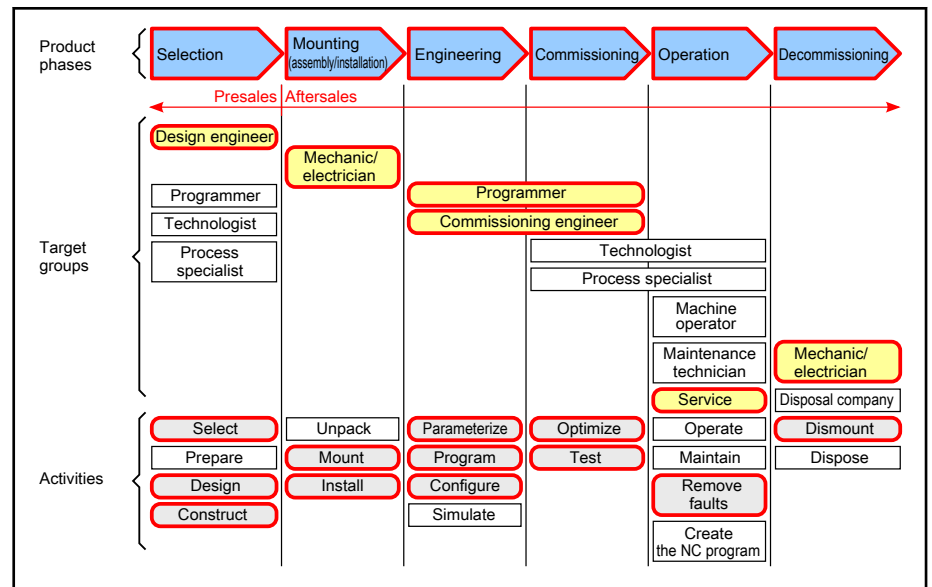 Product
phases
Selection
Mounting
(assembly/installation)
Engineering
Commissioning
Operation
Decommissioning
Presales
Aftersales
Target
groups
Design engineer
Mechanic/
electrician
Programmer
Programmer
Technologist
Commissioning engineer
Process
specialist
Technologist
Process specialist
Machine
operator
Maintenance
technician
Mechanic/
electrician
Service
Disposal company
Activities
Select
Unpack
Parameterize
Optimize
Operate
Dismount
Prepare
Mount
Program
Test
Maintain
Dispose
Design
Install
Configure
Remove
faults
Construct
Simulate
Create
the NC program